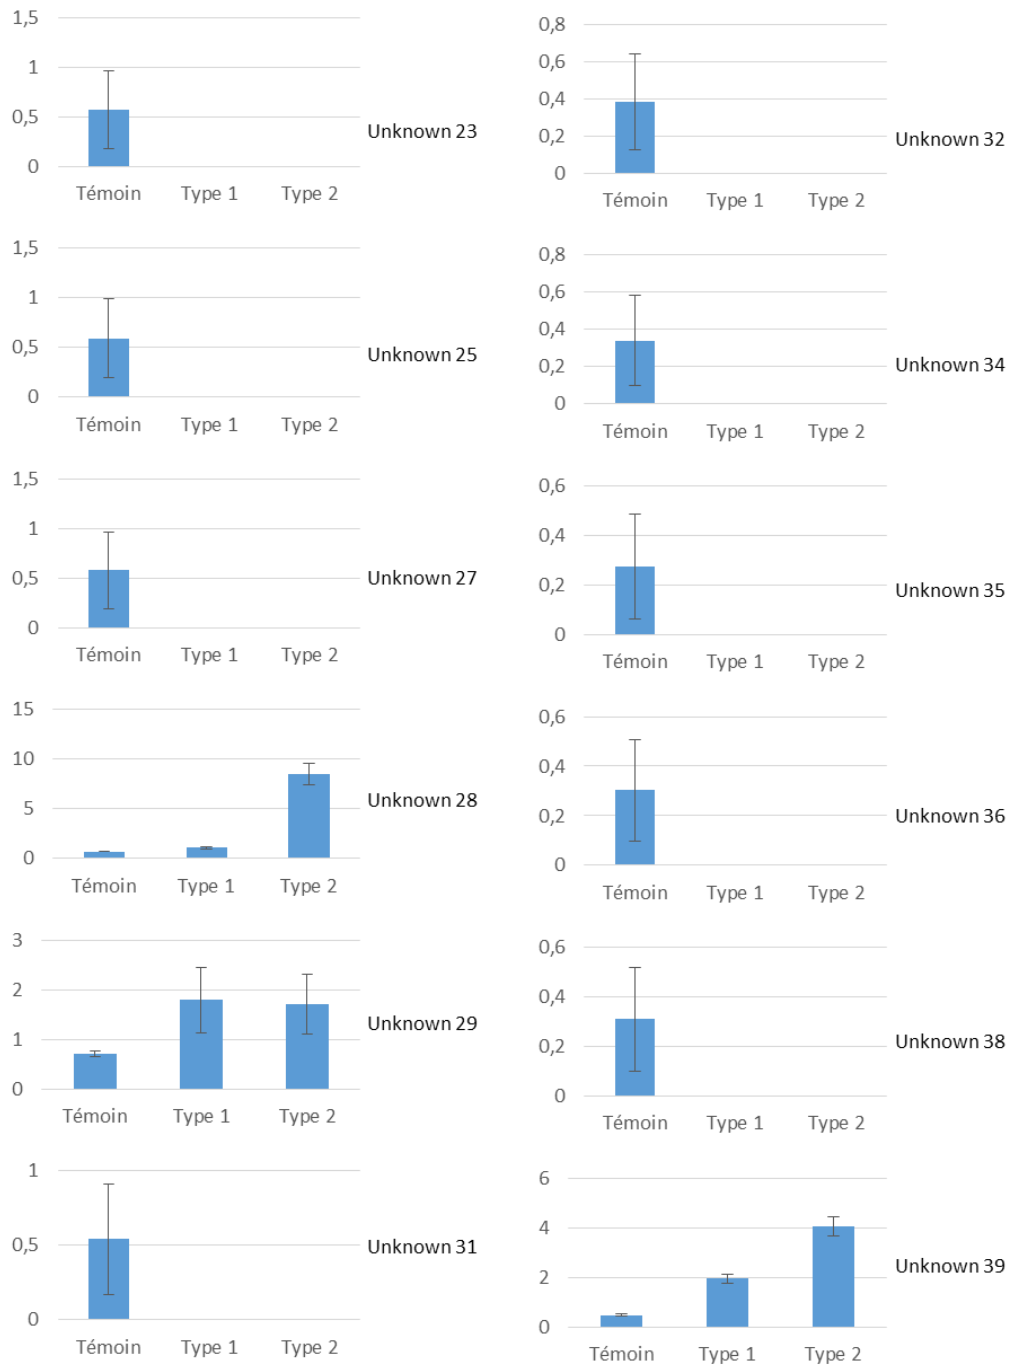 1,5
1
0,5
0
Témoin Type 1 Type 2
Unknown 23
1,5
1
0,5
0
Témoin Type 1 Type 2
Unknown 25
1,5
1
0,5
0
Témoin Type 1 Type 2
Unknown 27
15
10
5
0
Témoin Type 1 Type 2
Unknown 28
3
2
1
0
Témoin Type 1 Type 2
Unknown 29
1
0,5
0
Témoin Type 1 Type 2
Unknown 31
0,8
0,6
0,4
0,2
0
Témoin Type 1 Type 2
Unknown 32
0,8
0,6
0,4
0,2
0
Témoin Type 1 Type 2
Unknown 34
0,6
0,4
0,2
0
Témoin Type 1 Type 2
Unknown 35
0,6
0,4
0,2
0
Témoin Type 1 Type 2
Unknown 36
0,6
0,4
0,2
0
Témoin Type 1 Type 2
Unknown 38
6
4
2
0
Témoin Type 1 Type 2
Unknown 39